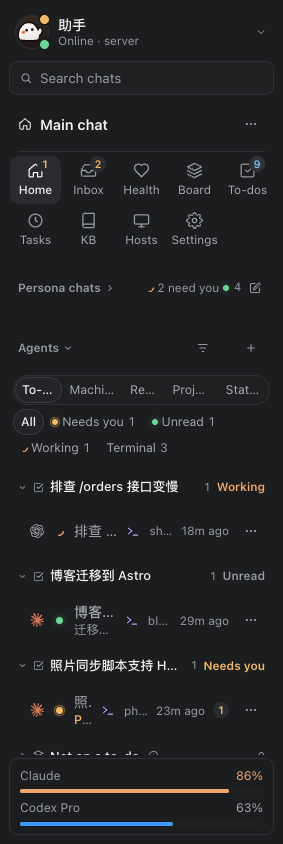 助手
Online · server
Search chats
Main chat
1 2 9
Home Inbox Health Board To-dos
Tasks KB Hosts Settings
Persona chats 2 need you 4
Agents
To-... Machi... Re... Proj... Stat...
All Needs you 1 Unread 1
Working 1 Terminal 3
排查 /orders 接口变慢 1 Working
排查 ... sh... 18m ago
博客迁移到 Astro 1 Unread
博客... bl... 29m ago
迁移...
照片同步脚本支持 H... 1 Needs you
照. ph... 23m ago 1
P...
Claude 86%
Codex Pro 63%